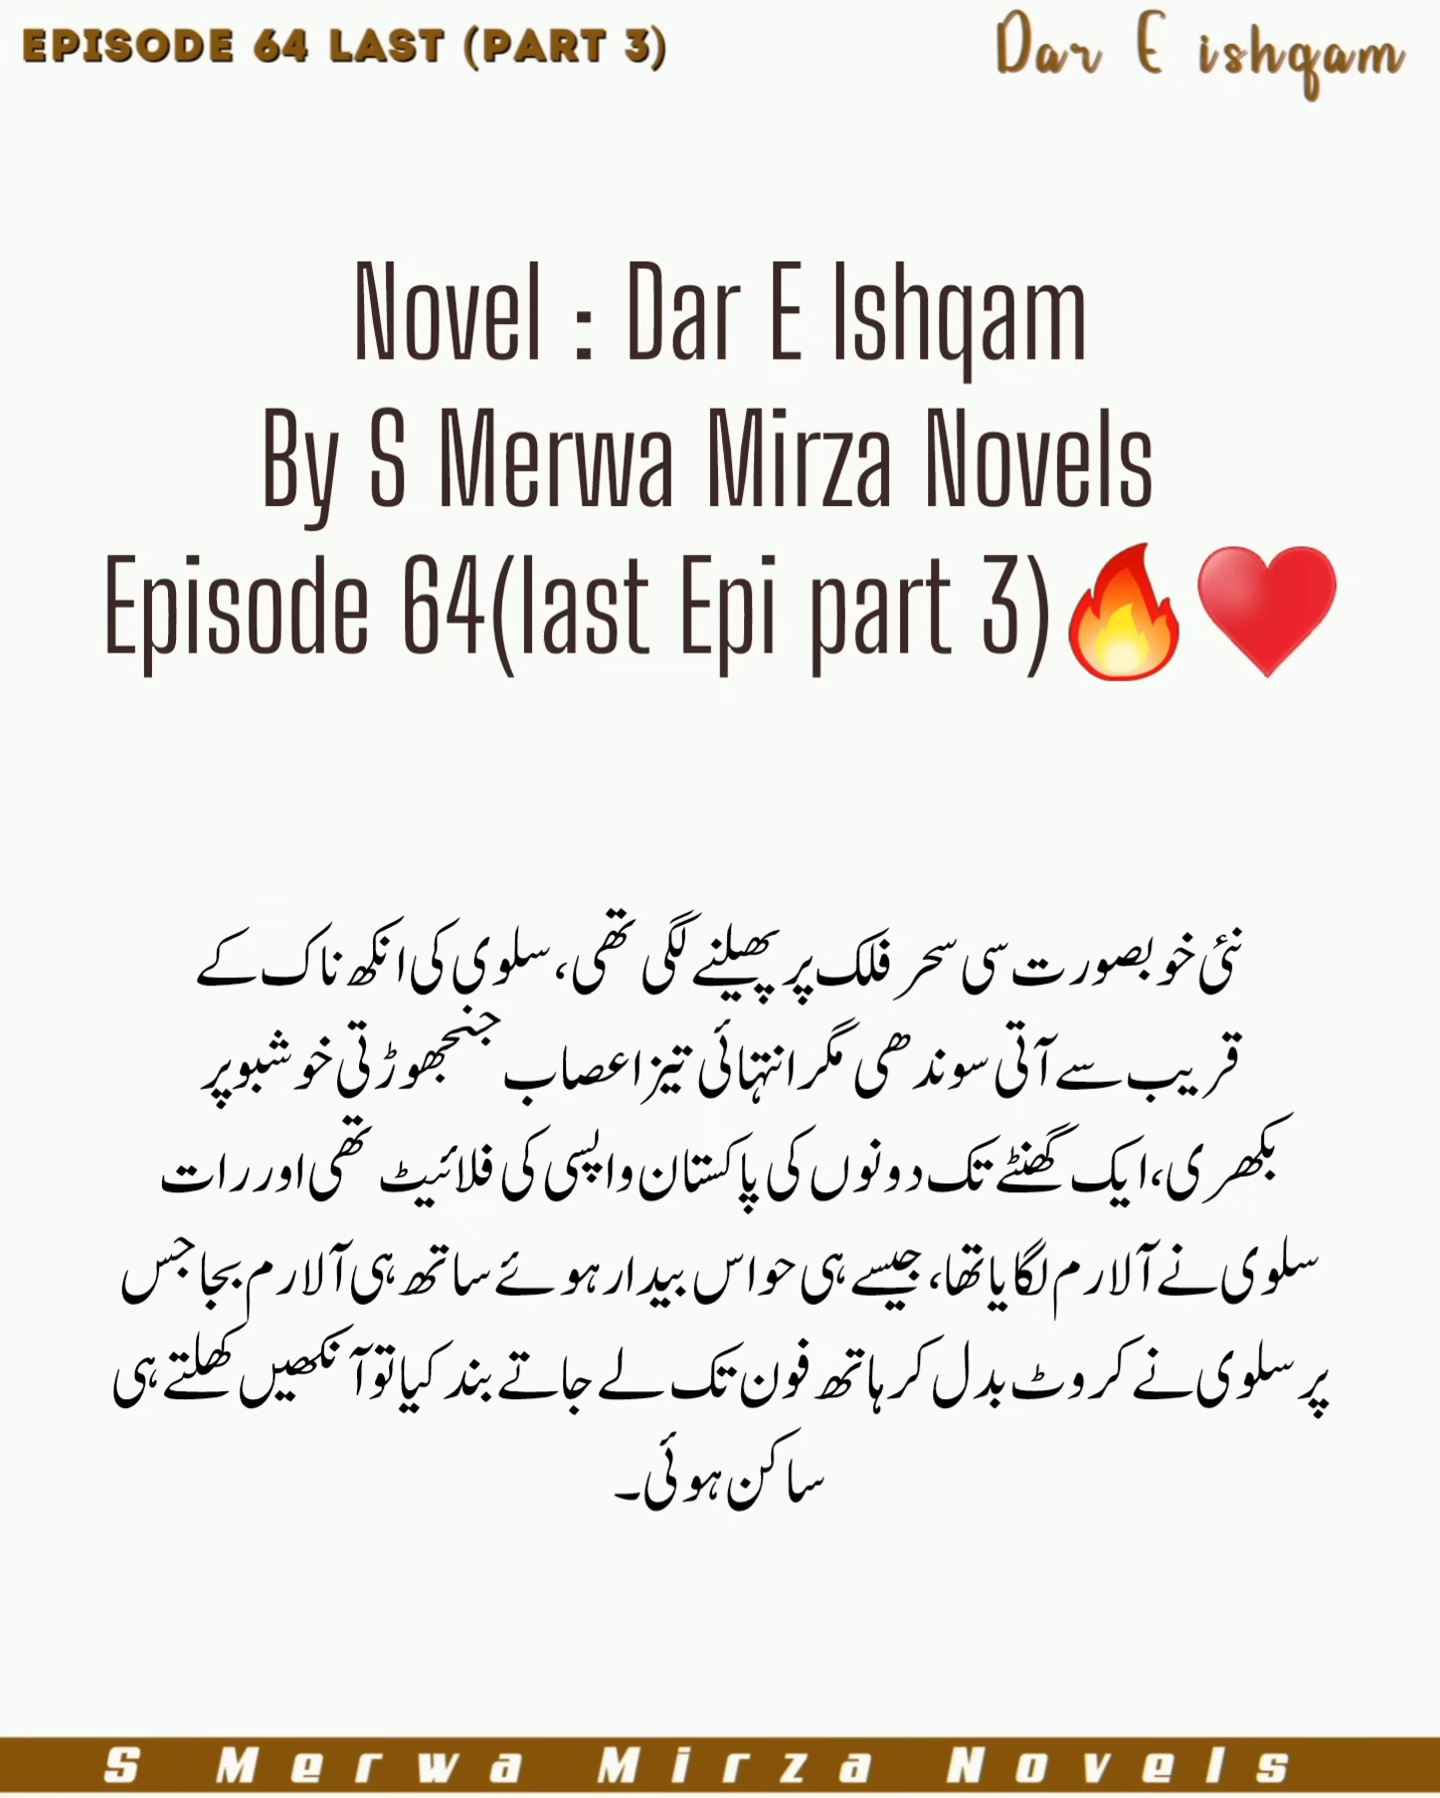 EPISODE 64 LAST (PART 3)
Dar E ishqam
Novel : Dar E Ishqam
By S Merwa Mirza Novels
Episode 64(last Epi part 3)🔥♥️
نئی خوبصورت سی سحر فلک پر پھیلنے لگی تھی، سلوی کی انکھ ناک کے
قریب سے آتی سوندھی مگر انتہائی تیز اعصاب جنجھوڑتی خوشبو پر
بکھری، ایک گھنٹے تک دونوں کی پاکستان واپسی کی فلائیٹ تھی اور رات
سلوی نے آلارم لگایا تھا، جیسے ہی حواس بیدار ہوئے ساتھ ہی آلارم بجا جس
پر سلوی نے کروٹ بدل کر ہاتھ فون تک لے جاتے بند کیا تو آنکھیں کھلتے ہی
ساکن ہوئی۔
S Merwa Mirza Novels